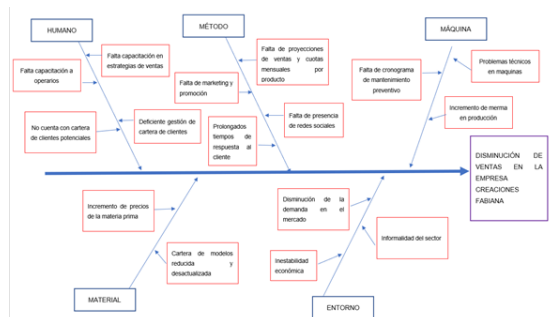 HUMANO
MÉTODO
MÁQUINA
Falta capacitación en
estrategias de ventas
Falta capacitación a
operarios
No cuenta con cartera
de clientes potenciales
Deficiente gestión de
cartera de clientes
Falta de proyecciones
de ventas y cuotas
mensuales por
producto
Falta de marketing y
promoción
Falta de presencia
de redes sociales
Prolongados
tiempos de
respuesta al
cliente
Problemas técnicos
en maquinas
Falta de cronograma
de mantenimiento
preventivo
Incremento de merma
en producción
DISMINUCIÓN DE
VENTAS EN LA
EMPRESA
CREACIONES
FABIANA
Incremento de precios
de la materia prima
Cartera de modelos
reducida y
desactualizada
Disminución de la
demanda en el
mercado
Informalidad del sector
Inestabilidad
económica
MATERIAL
ENTORNO